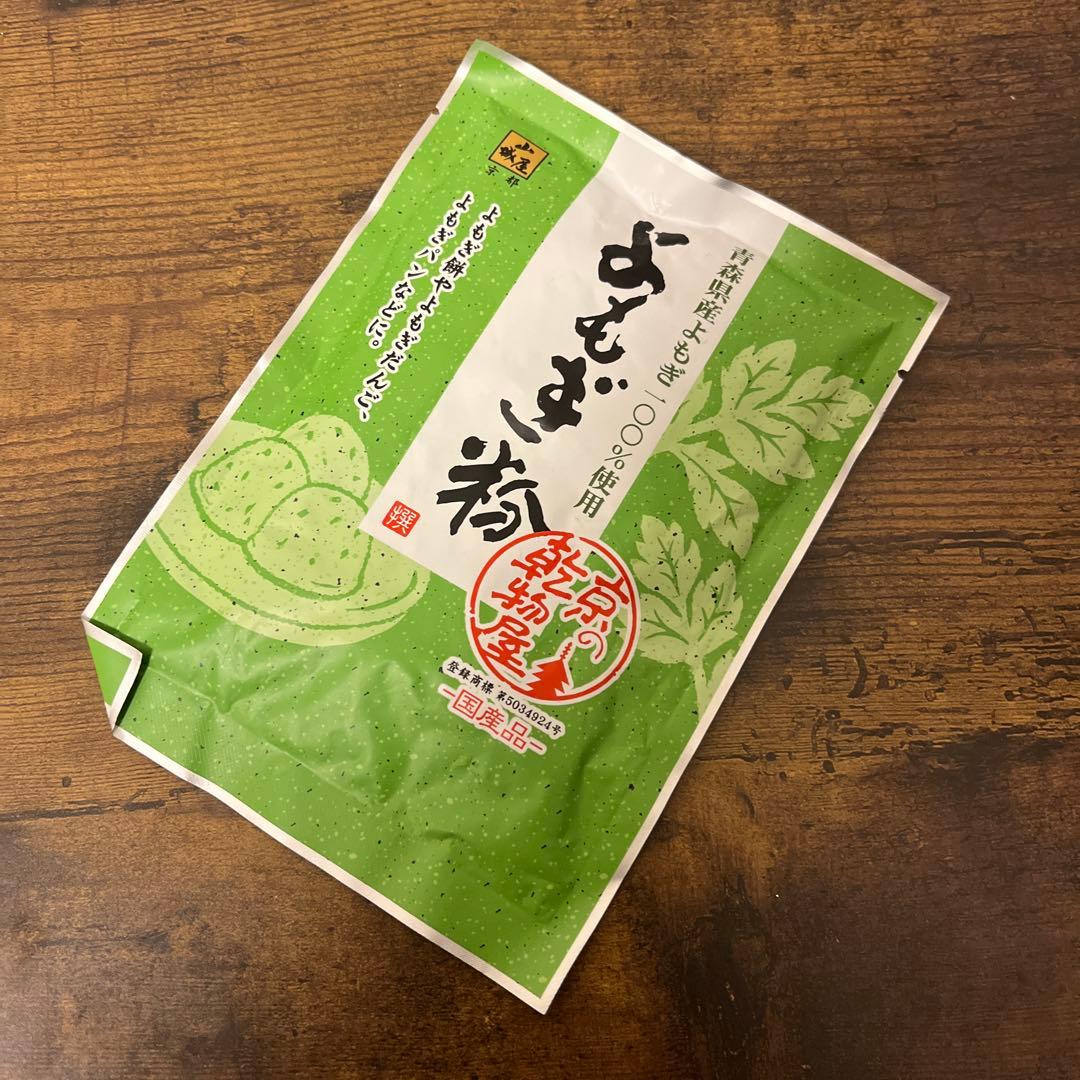 青森県産よもぎ一〇〇％使用
よもぎ粉
撰
山城屋
京都
よもぎ餅やよもぎだんご、
よもぎパンなどに。
京の
乾物屋
登録商標 第5034924号
-国産品-